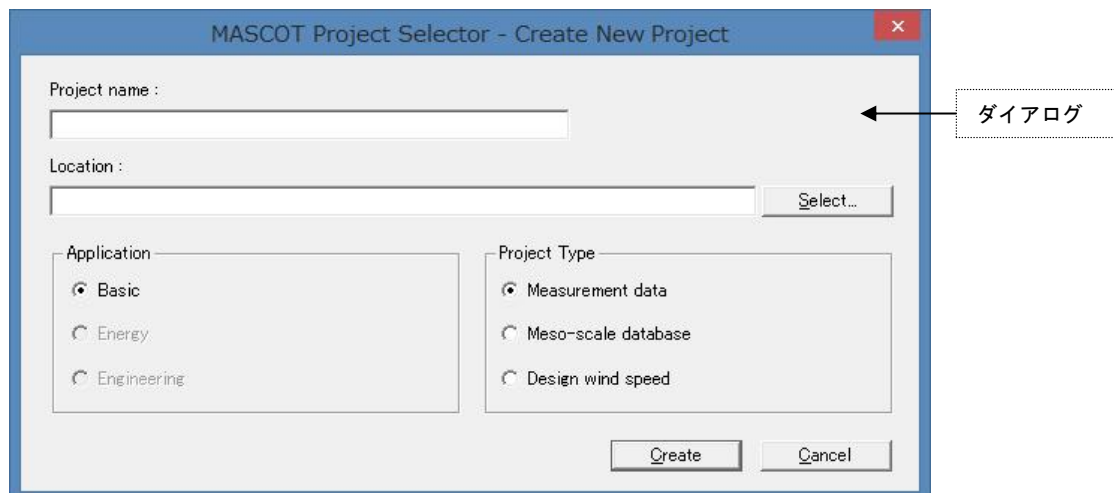 MASCOT Project Selector - Create New Project
Project name :
ダイアログ
Location :
Select...
Application
Project Type
Basic
Measurement data
Energy
Meso-scale database
Engineering
Design wind speed
Create
Cancel